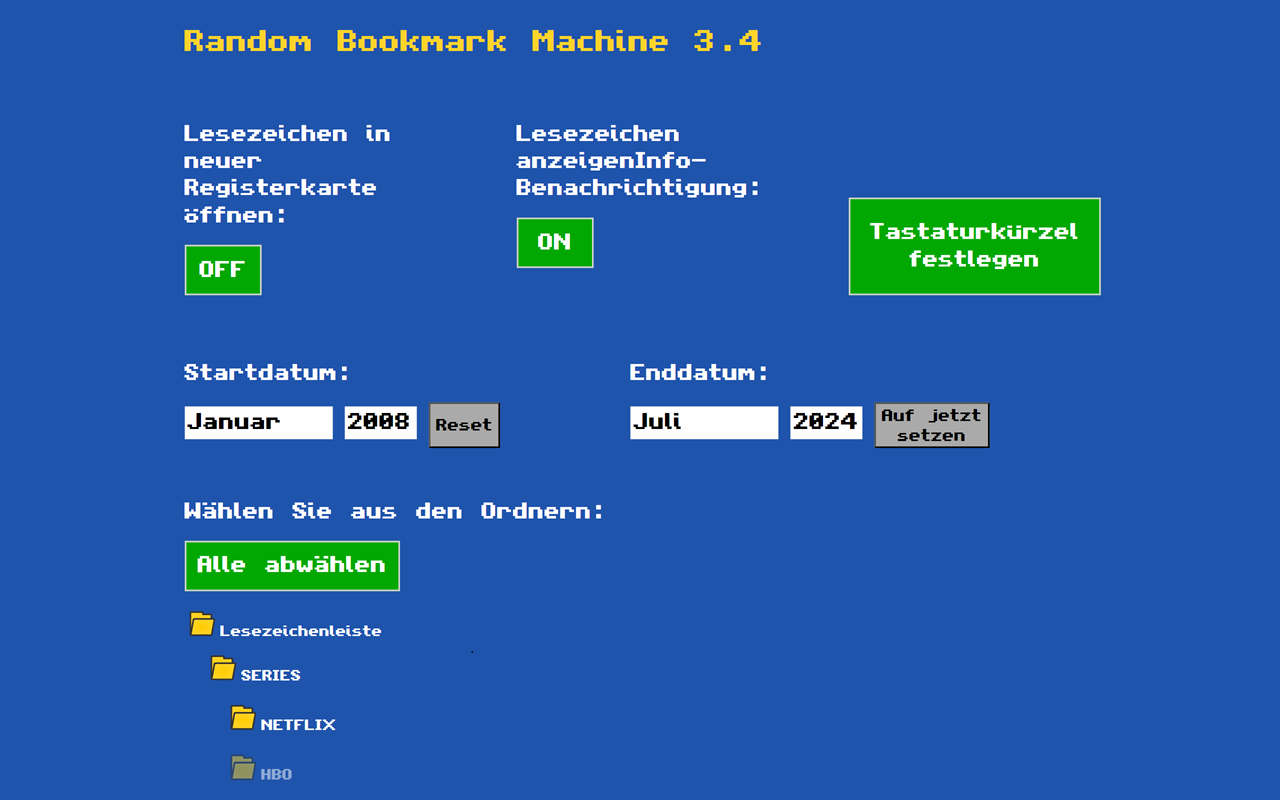 Random Bookmark Machine 3.4
Lesezeichen in
neuer
Registerkarte
öffnen:
OFF
Lesezeichen
anzeigenInfo-
Benachrichtigung:
ON
Tastaturkürzel
festlegen
Startdatum:
Januar 2008 Reset
Enddatum:
Juli 2024 Auf jetzt
setzen
Wählen Sie aus den Ordnern:
Alle abwählen
Lesezeichenleiste
SERIES
NETFLIX
HBO